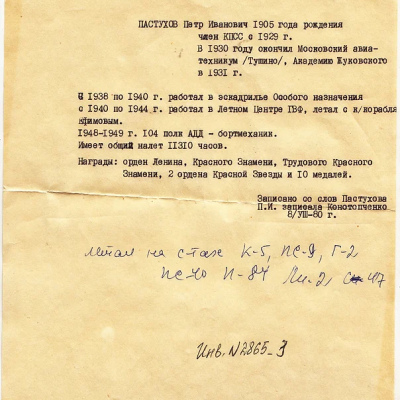 ПАСТУХОВ Петр Иванович 1905 года рождения
член КПСС с 1929 г.
В 1930 году окончил Московский авиа-
техникум /Тушино/, Академию Жуковского
в 1931 г.
С 1938 по 1940 г. работал в эскадрилье Особого назначения
с 1940 по 1944 г. работал в Летном Центре ГВФ, летал с к/корабля
Ефимовым.
1948-1949 г. 104 полк АДД - бортмеханик.
Имеет общий налет 11310 часов.
Награды: орден Ленина, Красного Знамени, Трудового Красного
Знамени, 2 ордена Красной Звезды и 10 медалей.
Записано со слов Пастухова
П.И. записала Конотопченко
8/УШ-80 г.
Летал на с тах К-5, ПС-9, Г-2
ПС-40 П-84 Ли-2 47
Инв. N2865_3